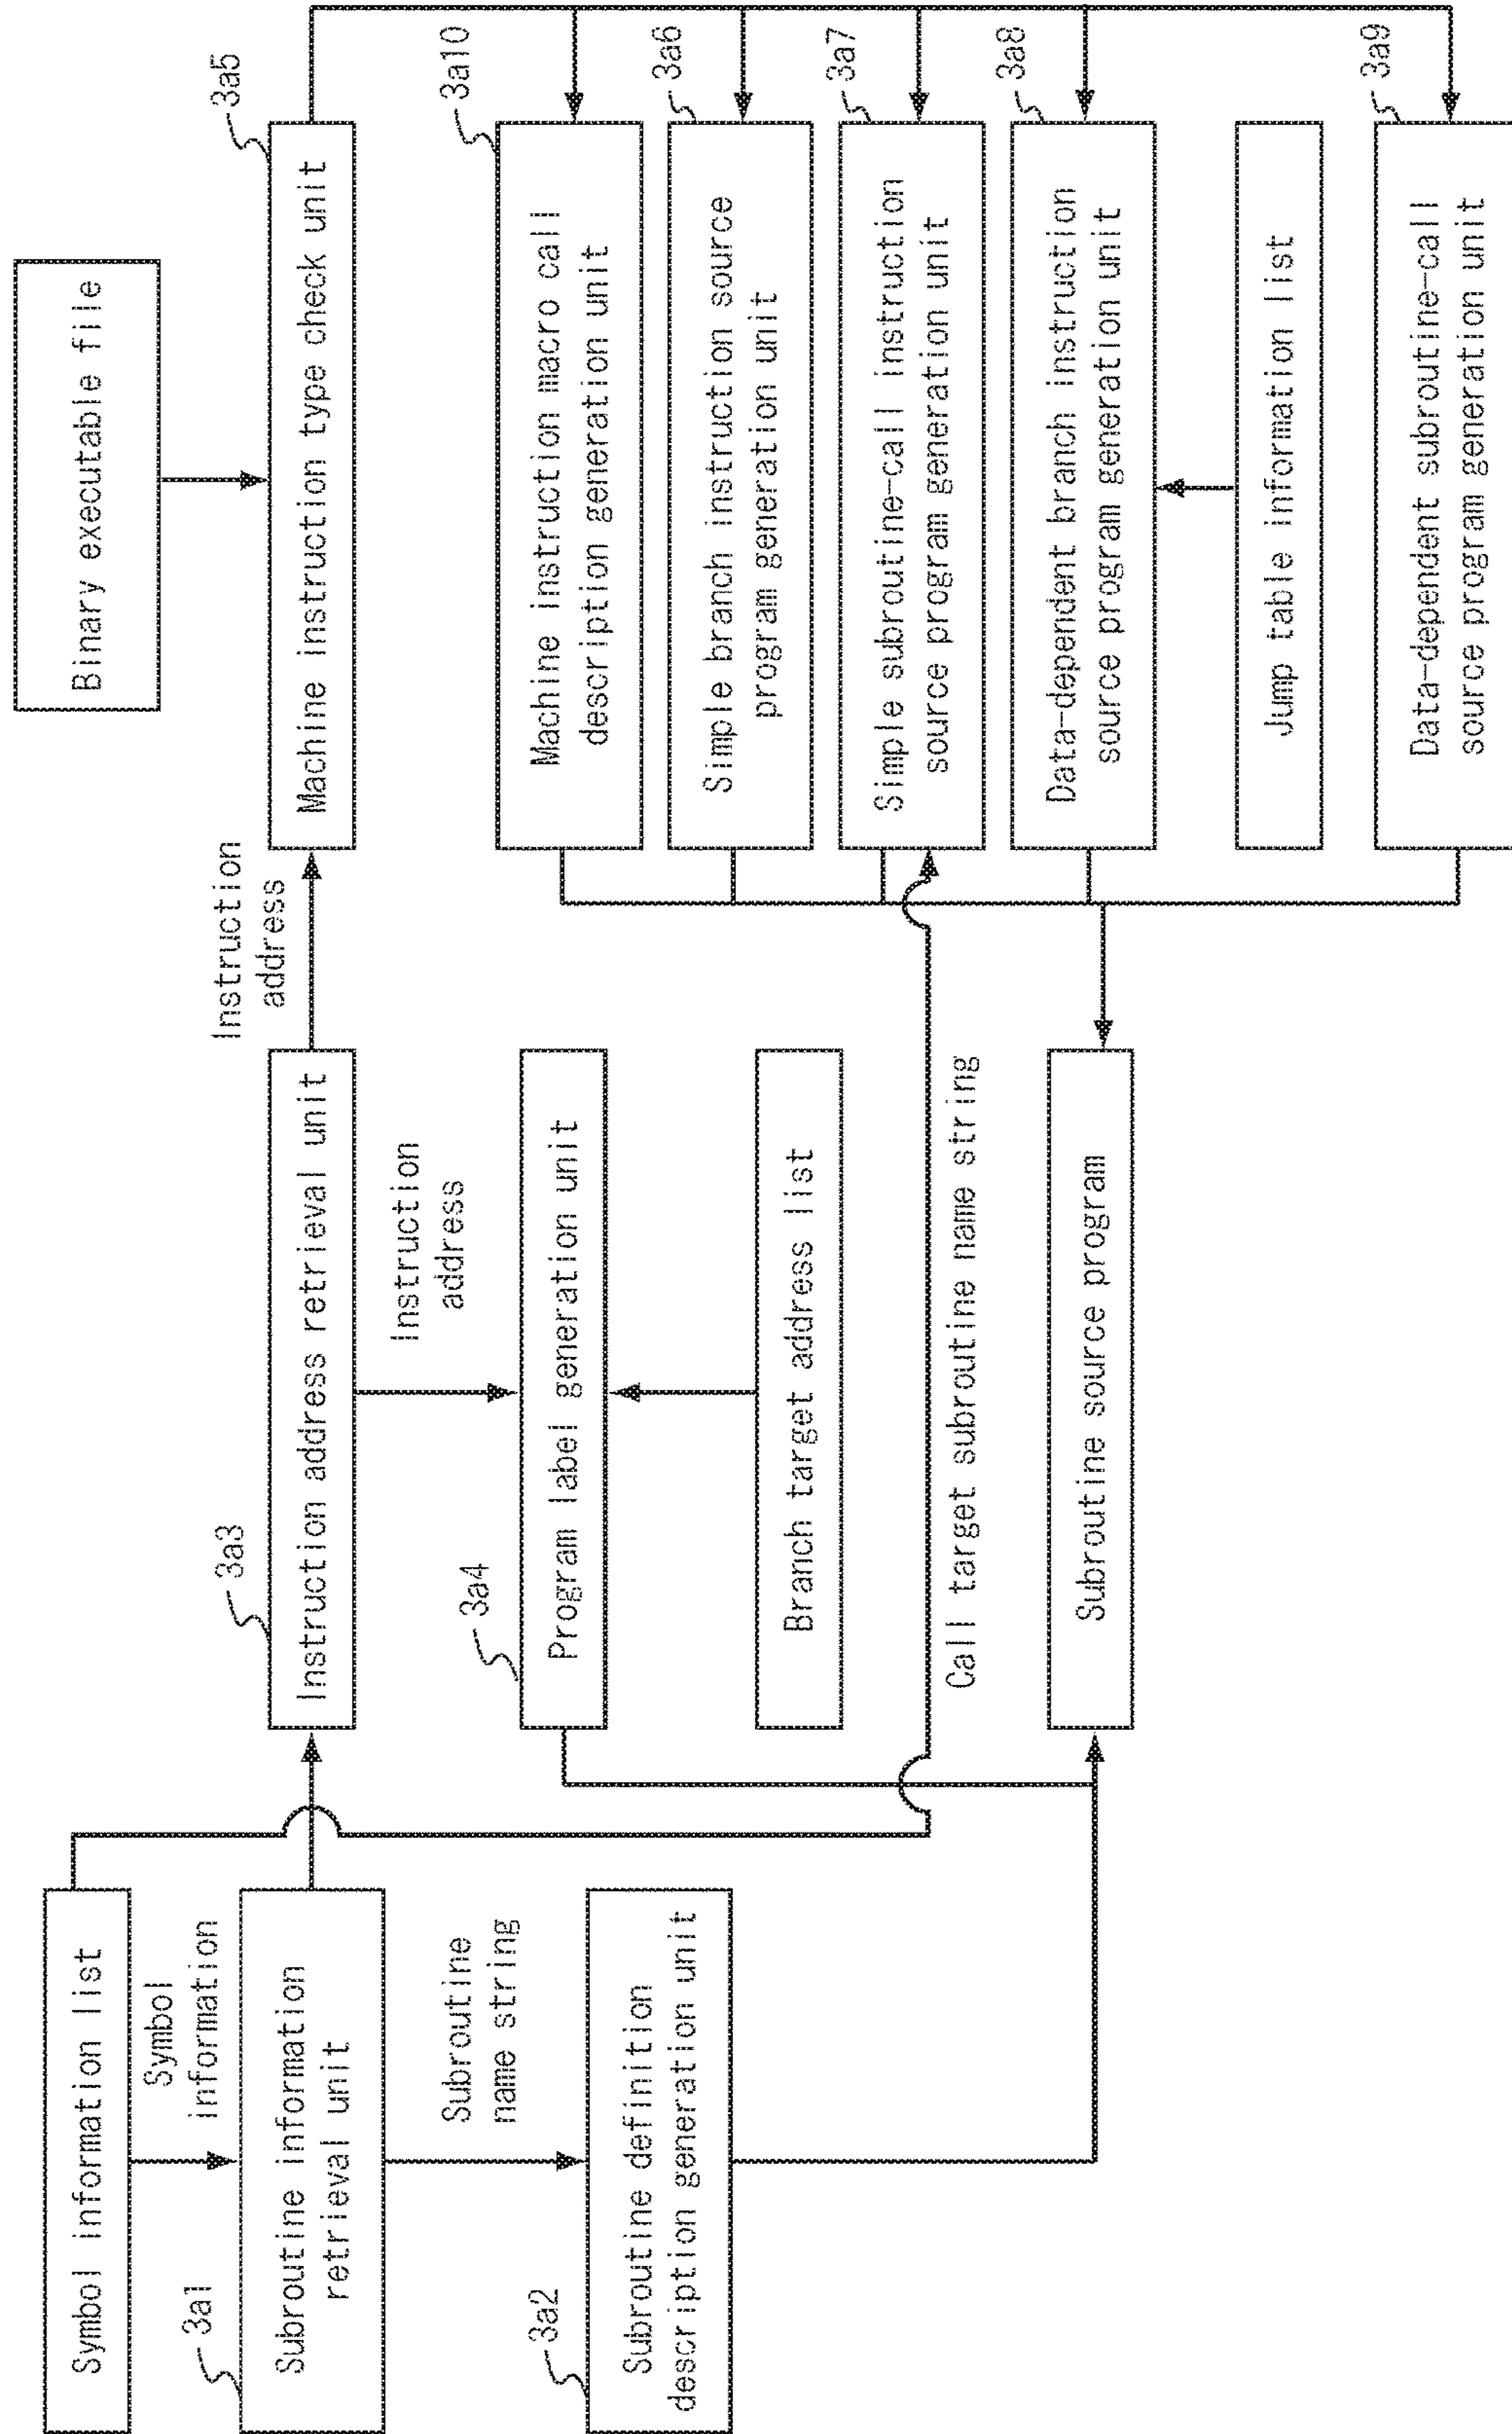 Symbol information list
Symbol
information
3a1
Subroutine information
retrieval unit
Subroutine
name string
3a2
Subroutine definition
description generation unit
3a3
Instruction address retrieval unit
Instruction
address
3a4
Program label generation unit
Branch target address list
Call target subroutine name string
Subroutine source program
Binary executable file
Instruction
address
3a5
Machine instruction type check unit
3a10
Machine instruction macro call
description generation unit
3a6
Simple branch instruction source
program generation unit
3a7
Simple subroutine-call instruction
source program generation unit
3a8
Data-dependent branch instruction
source program generation unit
Jump table information list
3a9
Data-dependent subroutine-call
source program generation unit